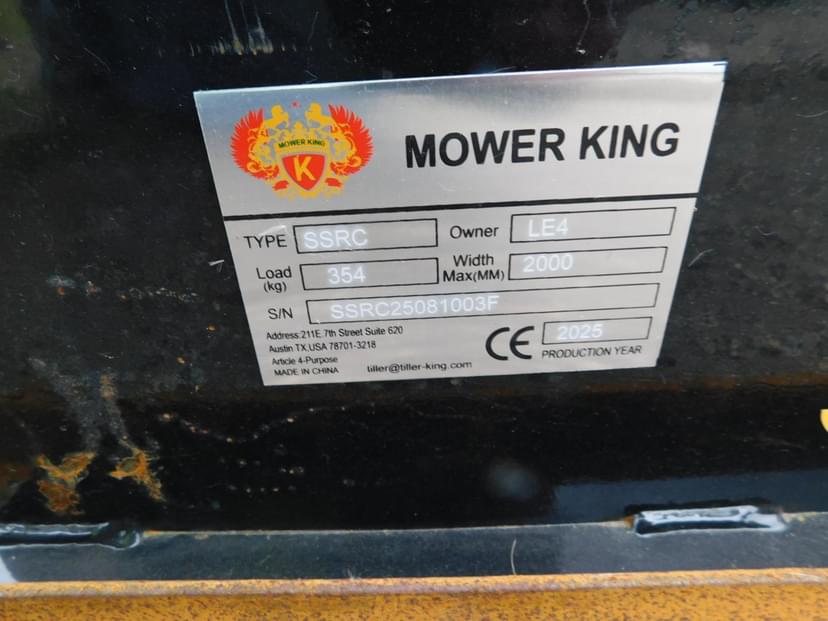 MOWER KING
K
MOWER KING
TYPE SSRC Owner LE4
Load (kg) 354 Width Max(MM) 2000
S/N SSRC25081003F
Address:211E.7th Street Suite 620
Austin TX,USA 78701-3218
Article 4-Purpose
MADE IN CHINA tiller@tiller-king.com
CE 2025
PRODUCTION YEAR